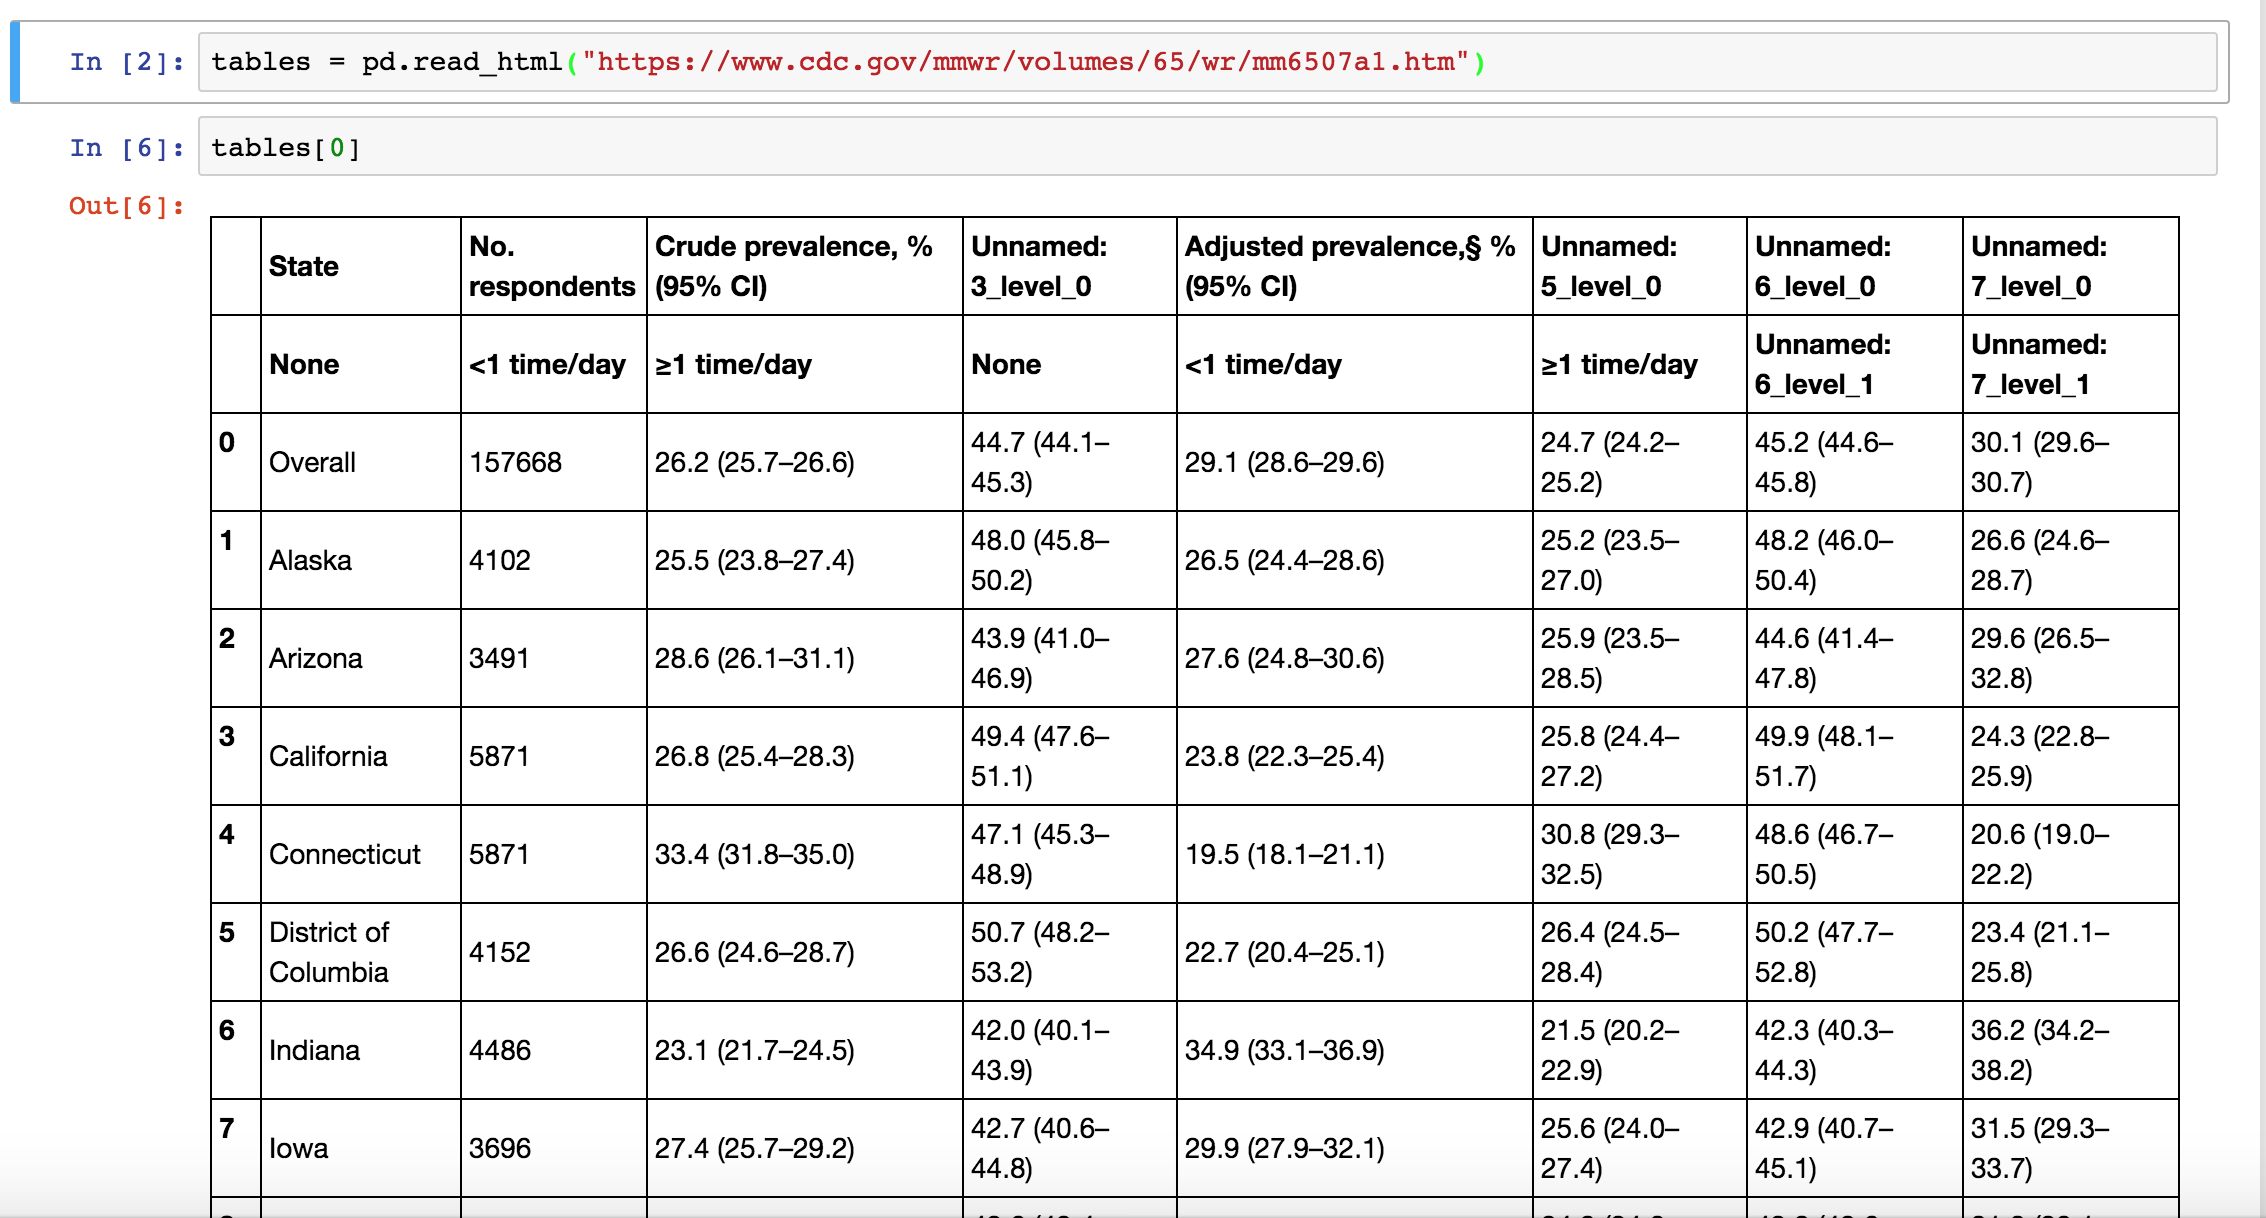 In [2]: tables = pd.read_html("https://www.cdc.gov/mmwr/volumes/65/wr/mm6507a1.htm")
In [6]: tables[0]
Out[6]:
State No. respondents Crude prevalence, % (95% CI) Unnamed: 3_level_0 Adjusted prevalence,§ % (95% CI) Unnamed: 5_level_0 Unnamed: 6_level_0 Unnamed: 7_level_0
None <1 time/day ≥1 time/day None <1 time/day ≥1 time/day Unnamed: 6_level_1 Unnamed: 7_level_1
0 Overall 157668 26.2 (25.7–26.6) 44.7 (44.1–45.3) 29.1 (28.6–29.6) 24.7 (24.2–25.2) 45.2 (44.6–45.8) 30.1 (29.6–30.7)
1 Alaska 4102 25.5 (23.8–27.4) 48.0 (45.8–50.2) 26.5 (24.4–28.6) 25.2 (23.5–27.0) 48.2 (46.0–50.4) 26.6 (24.6–28.7)
2 Arizona 3491 28.6 (26.1–31.1) 43.9 (41.0–46.9) 27.6 (24.8–30.6) 25.9 (23.5–28.5) 44.6 (41.4–47.8) 29.6 (26.5–32.8)
3 California 5871 26.8 (25.4–28.3) 49.4 (47.6–51.1) 23.8 (22.3–25.4) 25.8 (24.4–27.2) 49.9 (48.1–51.7) 24.3 (22.8–25.9)
4 Connecticut 5871 33.4 (31.8–35.0) 47.1 (45.3–48.9) 19.5 (18.1–21.1) 30.8 (29.3–32.5) 48.6 (46.7–50.5) 20.6 (19.0–22.2)
5 District of Columbia 4152 26.6 (24.6–28.7) 50.7 (48.2–53.2) 22.7 (20.4–25.1) 26.4 (24.5–28.4) 50.2 (47.7–52.8) 23.4 (21.1–25.8)
6 Indiana 4486 23.1 (21.7–24.5) 42.0 (40.1–43.9) 34.9 (33.1–36.9) 21.5 (20.2–22.9) 42.3 (40.3–44.3) 36.2 (34.2–38.2)
7 Iowa 3696 27.4 (25.7–29.2) 42.7 (40.6–44.8) 29.9 (27.9–32.1) 25.6 (24.0–27.4) 42.9 (40.7–45.1) 31.5 (29.3–33.7)